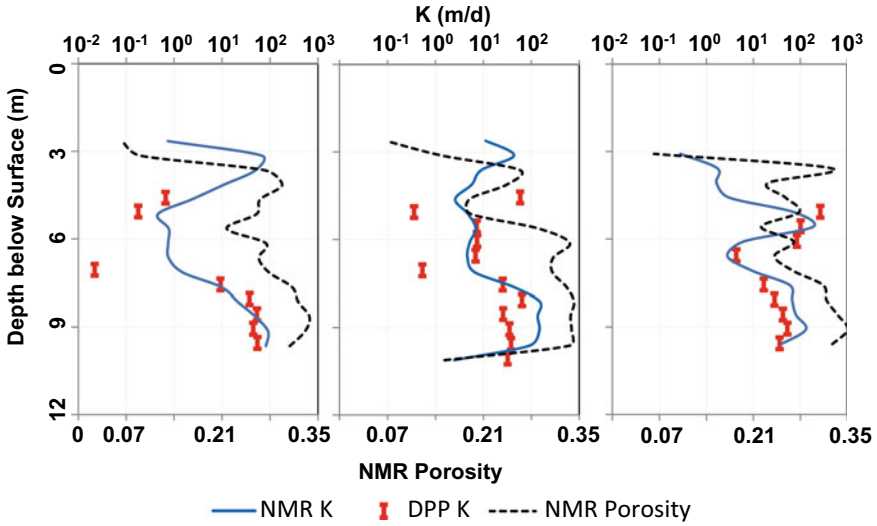 K (m/d)
10-2 10-1 100 101 102 103 10-1 100 101 102 10-2 10-1 100 101 102 103
0
3
6
9
12
Depth below Surface (m)
0 0.07 0.21 0.35 0.07 0.21 0.35 0.07 0.21 0.35
NMR Porosity
NMR K DPP K NMR Porosity